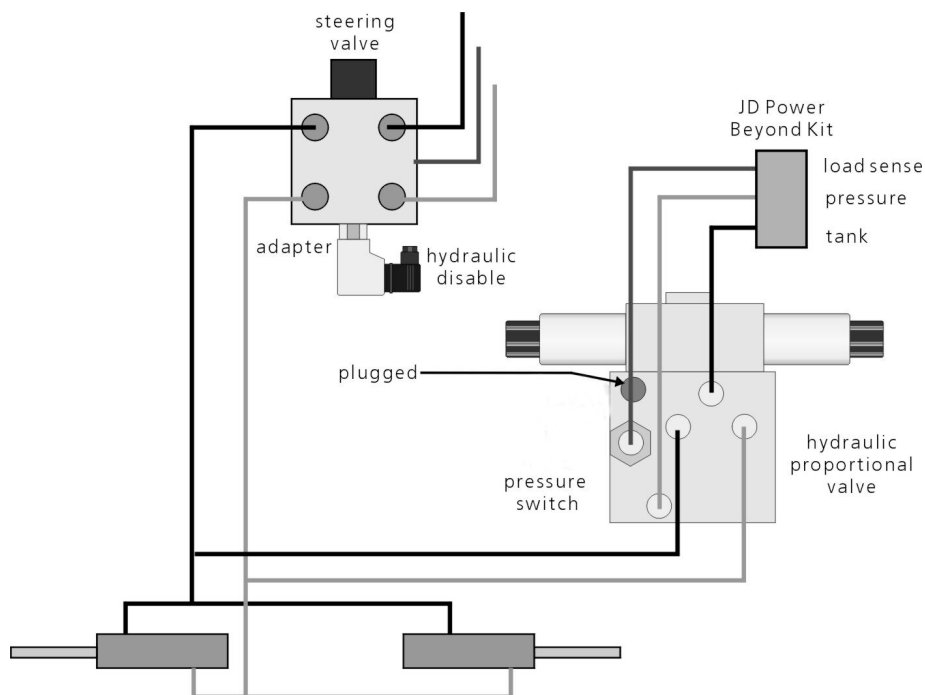 steering
valve
JD Power
Beyond Kit
load sense
pressure
tank
adapter
hydraulic
disable
plugged
pressure
switch
hydraulic
proportional
valve